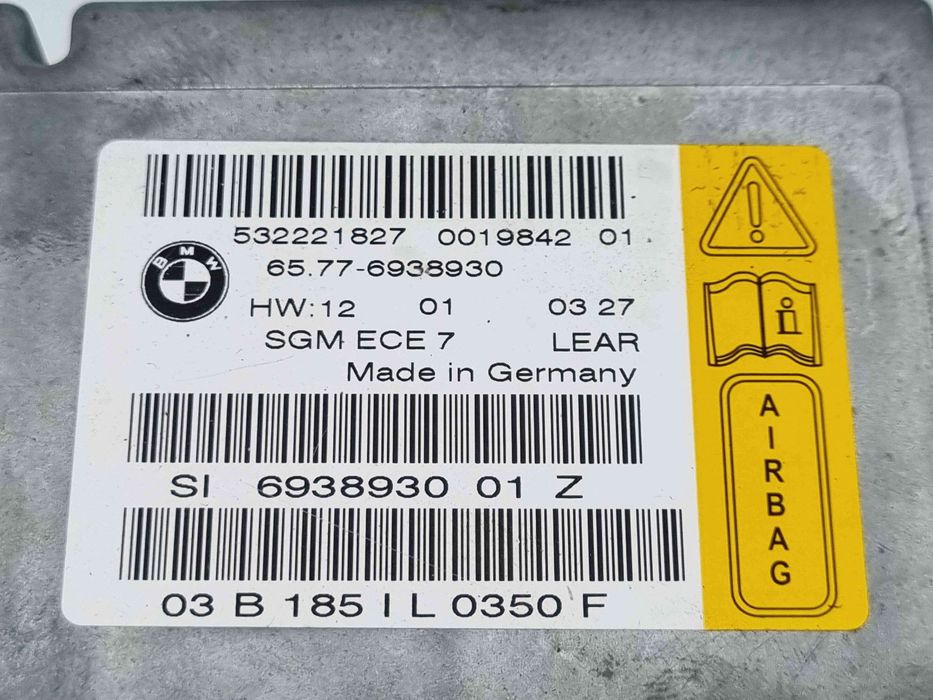 532221827 0019842 01
BMW
65.77-6938930
HW:12 01 03 27
SGM ECE 7 LEAR
Made in Germany
SI 6938930 01 Z
03 B 185 I L 0350 F
AIRBAG